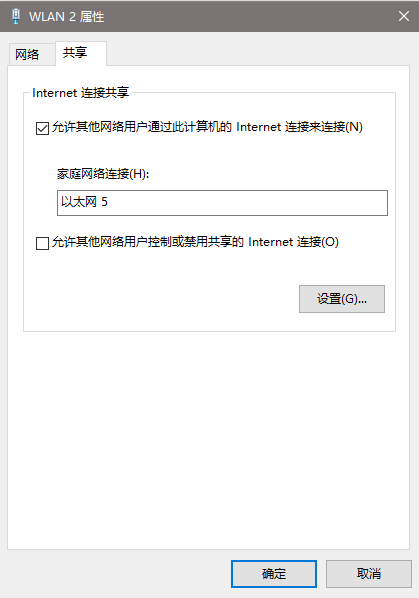 WLAN 2 属性
网络
共享
Internet 连接共享
允许其他网络用户通过此计算机的 Internet 连接来连接(N)
家庭网络连接(H):
以太网 5
允许其他网络用户控制或禁用共享的 Internet 连接(O)
设置(G)...
确定
取消